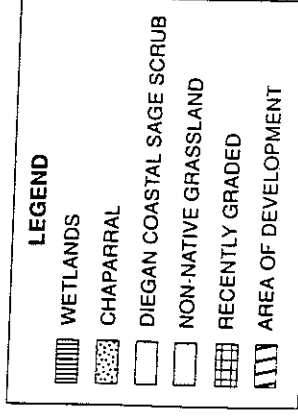 LEGEND
WETLANDS
CHAPARRAL
DIEGAN COASTAL SAGE SCRUB
NON-NATIVE GRASSLAND
RECENTLY GRADED
AREA OF DEVELOPMENT